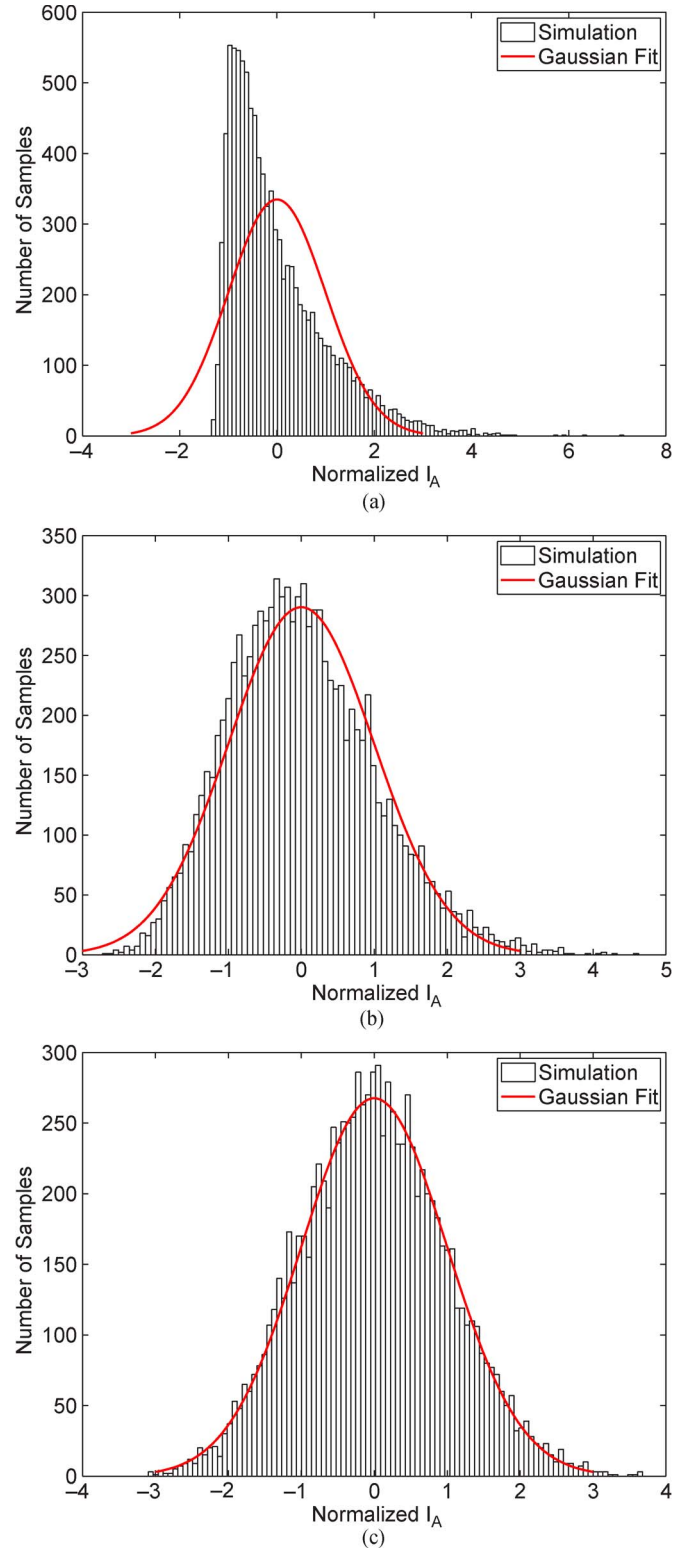 600
500
400
300
200
100
0
Number of Samples
Simulation
Gaussian Fit
–4 –2 0 2 4 6 8
Normalized I_A
(a)
350
300
250
200
150
100
50
0
Number of Samples
Simulation
Gaussian Fit
–3 –2 –1 0 1 2 3 4 5
Normalized I_A
(b)
300
250
200
150
100
50
0
Number of Samples
Simulation
Gaussian Fit
–4 –3 –2 –1 0 1 2 3 4
Normalized I_A
(c)